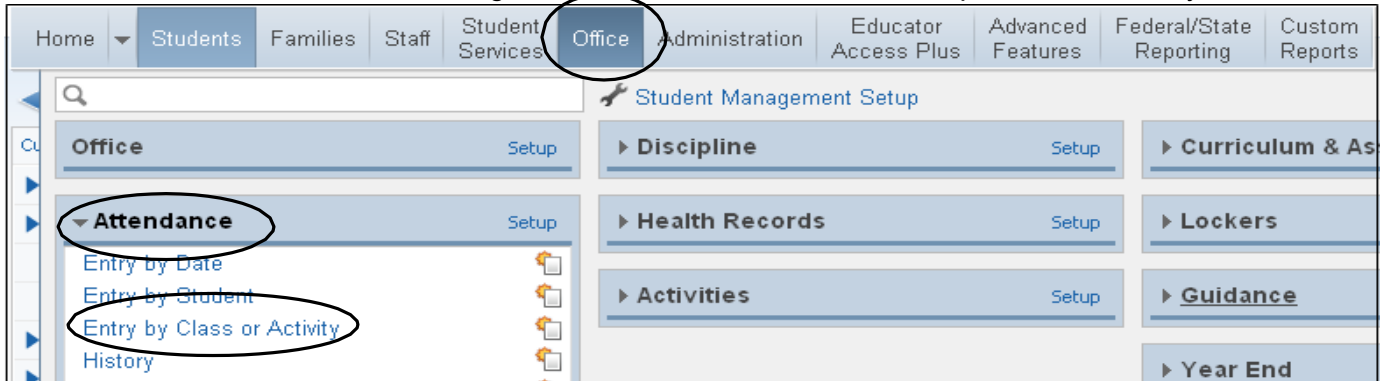 Home Students Families Staff Student Services Office Administration Educator Access Plus Advanced Features Federal/State Reporting Custom Reports
Student Management Setup
Office Setup
Discipline Setup
Curriculum & As
Attendance Setup
Health Records Setup
Lockers
Entry by Date
Entry by Student
Activities Setup
Guidance
Entry by Class or Activity
History
Year End